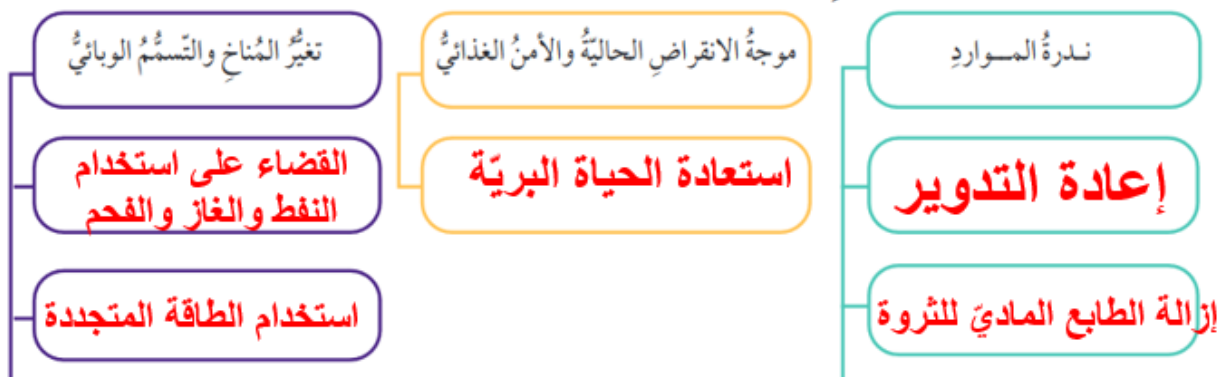 نـدرةُ المـــواردِ
إعادة التدوير
إزالة الطابع الماديّ للثروة
موجةُ الانقراضِ الحاليّةُ والأمنُ الغذائيُّ
استعادة الحياة البريّة
تغيُّرُ المُناخِ والتّسمُّمُ الوبائيُّ
القضاء على استخدام
النفط والغاز والفحم
استخدام الطاقة المتجددة